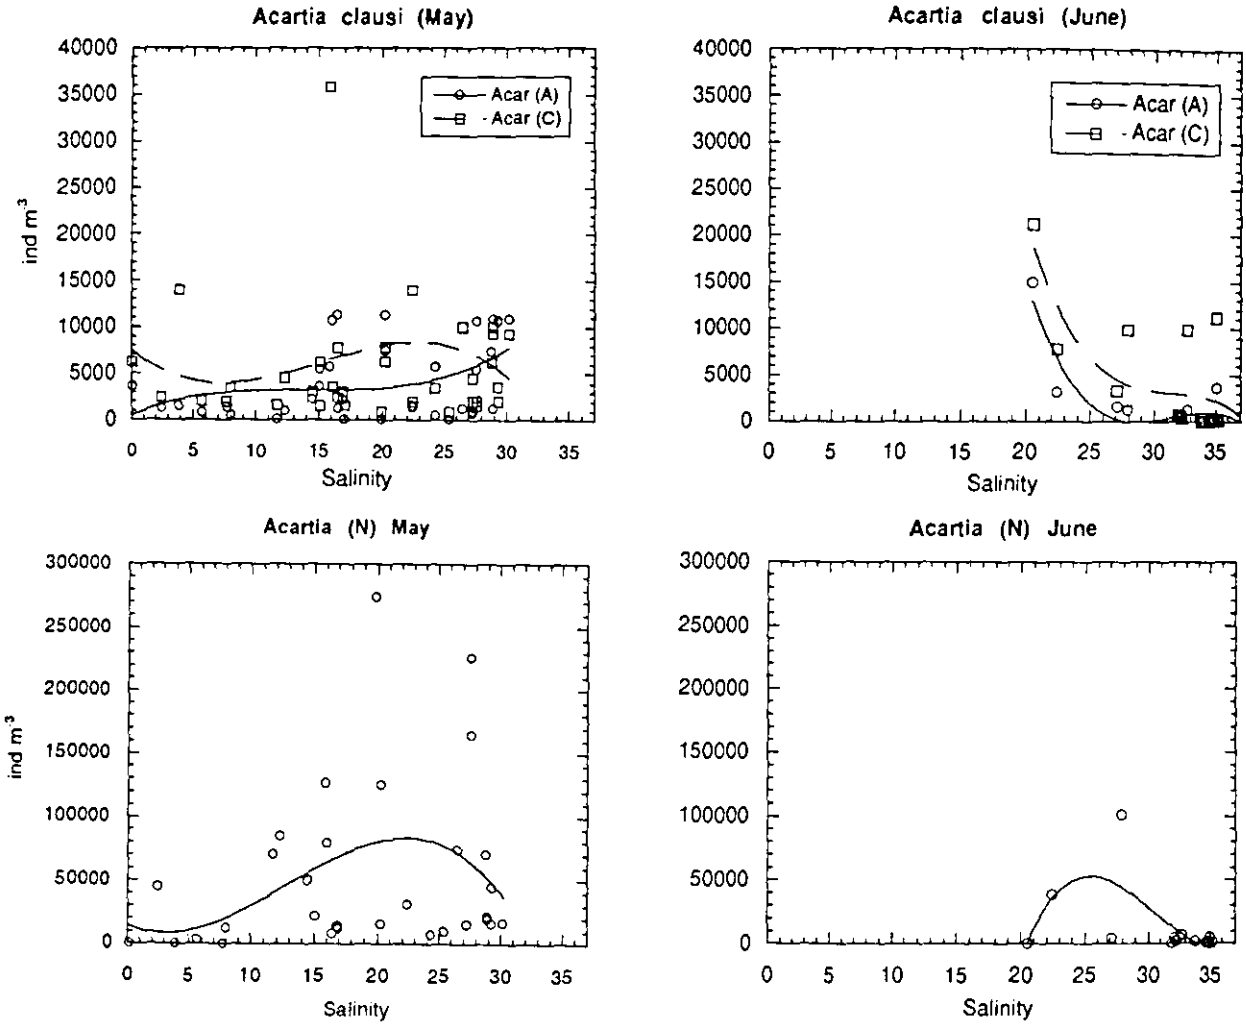 Acartia clausi (May)
40000
35000
30000
25000
20000
15000
10000
5000
0
ind m-3
Acar (A)
Acar (C)
0 5 10 15 20 25 30 35
Salinity
Acartia clausi (June)
40000
35000
30000
25000
20000
15000
10000
5000
0
Acar (A)
- Acar (C)
0 5 10 15 20 25 30 35
Salinity
Acartia (N) May
300000
250000
200000
150000
100000
50000
0
ind m-3
0 5 10 15 20 25 30 35
Salinity
Acartia (N) June
300000
250000
200000
150000
100000
50000
0
0 5 10 15 20 25 30 35
Salinity